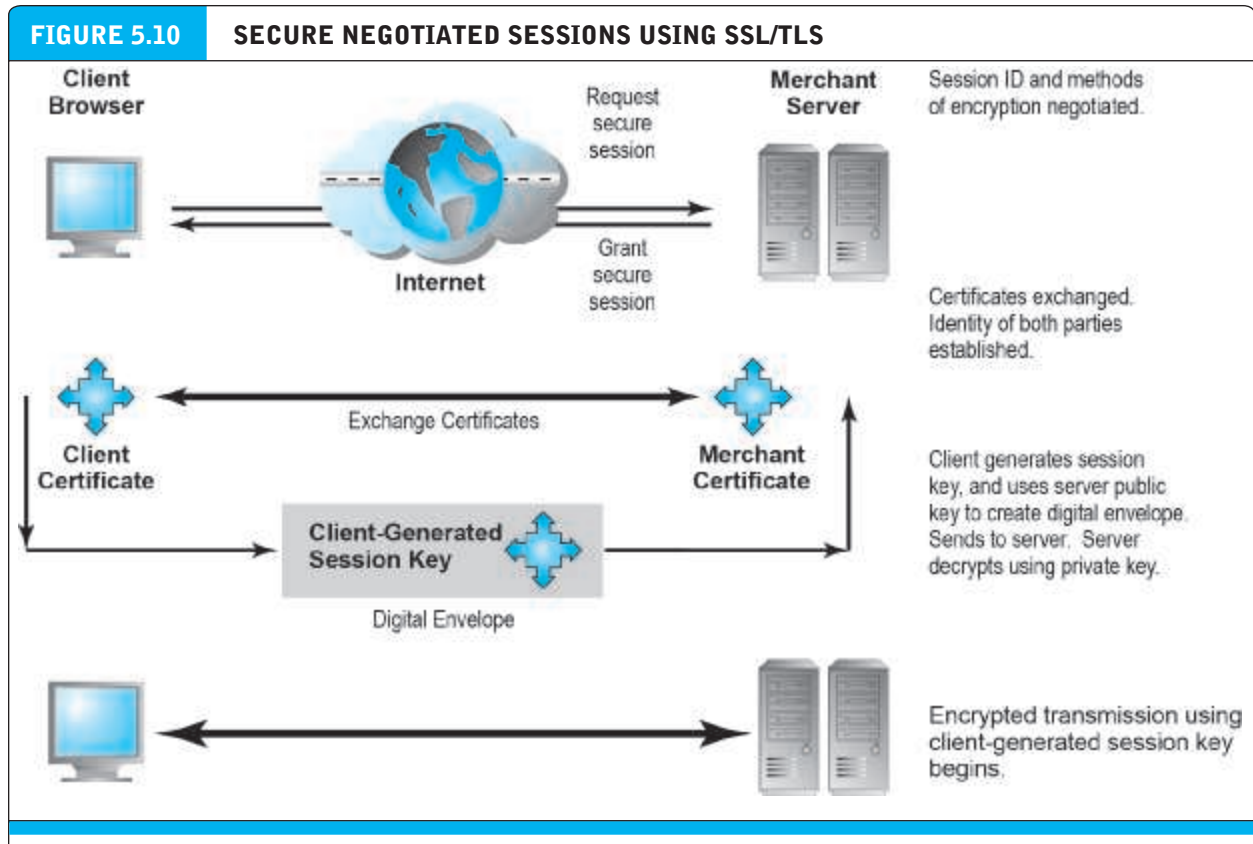 FIGURE 5.10 SECURE NEGOTIATED SESSIONS USING SSL/TLS
Client
Browser
Request
secure
session
Merchant
Server
Session ID and methods
of encryption negotiated.
Internet
Grant
secure
session
Certificates exchanged.
Identity of both parties
established.
Exchange Certificates
Client
Certificate
Merchant
Certificate
Client generates session
key, and uses server public
key to create digital envelope.
Sends to server. Server
decrypts using private key.
Client-Generated
Session Key
Digital Envelope
Encrypted transmission using
client-generated session key
begins.